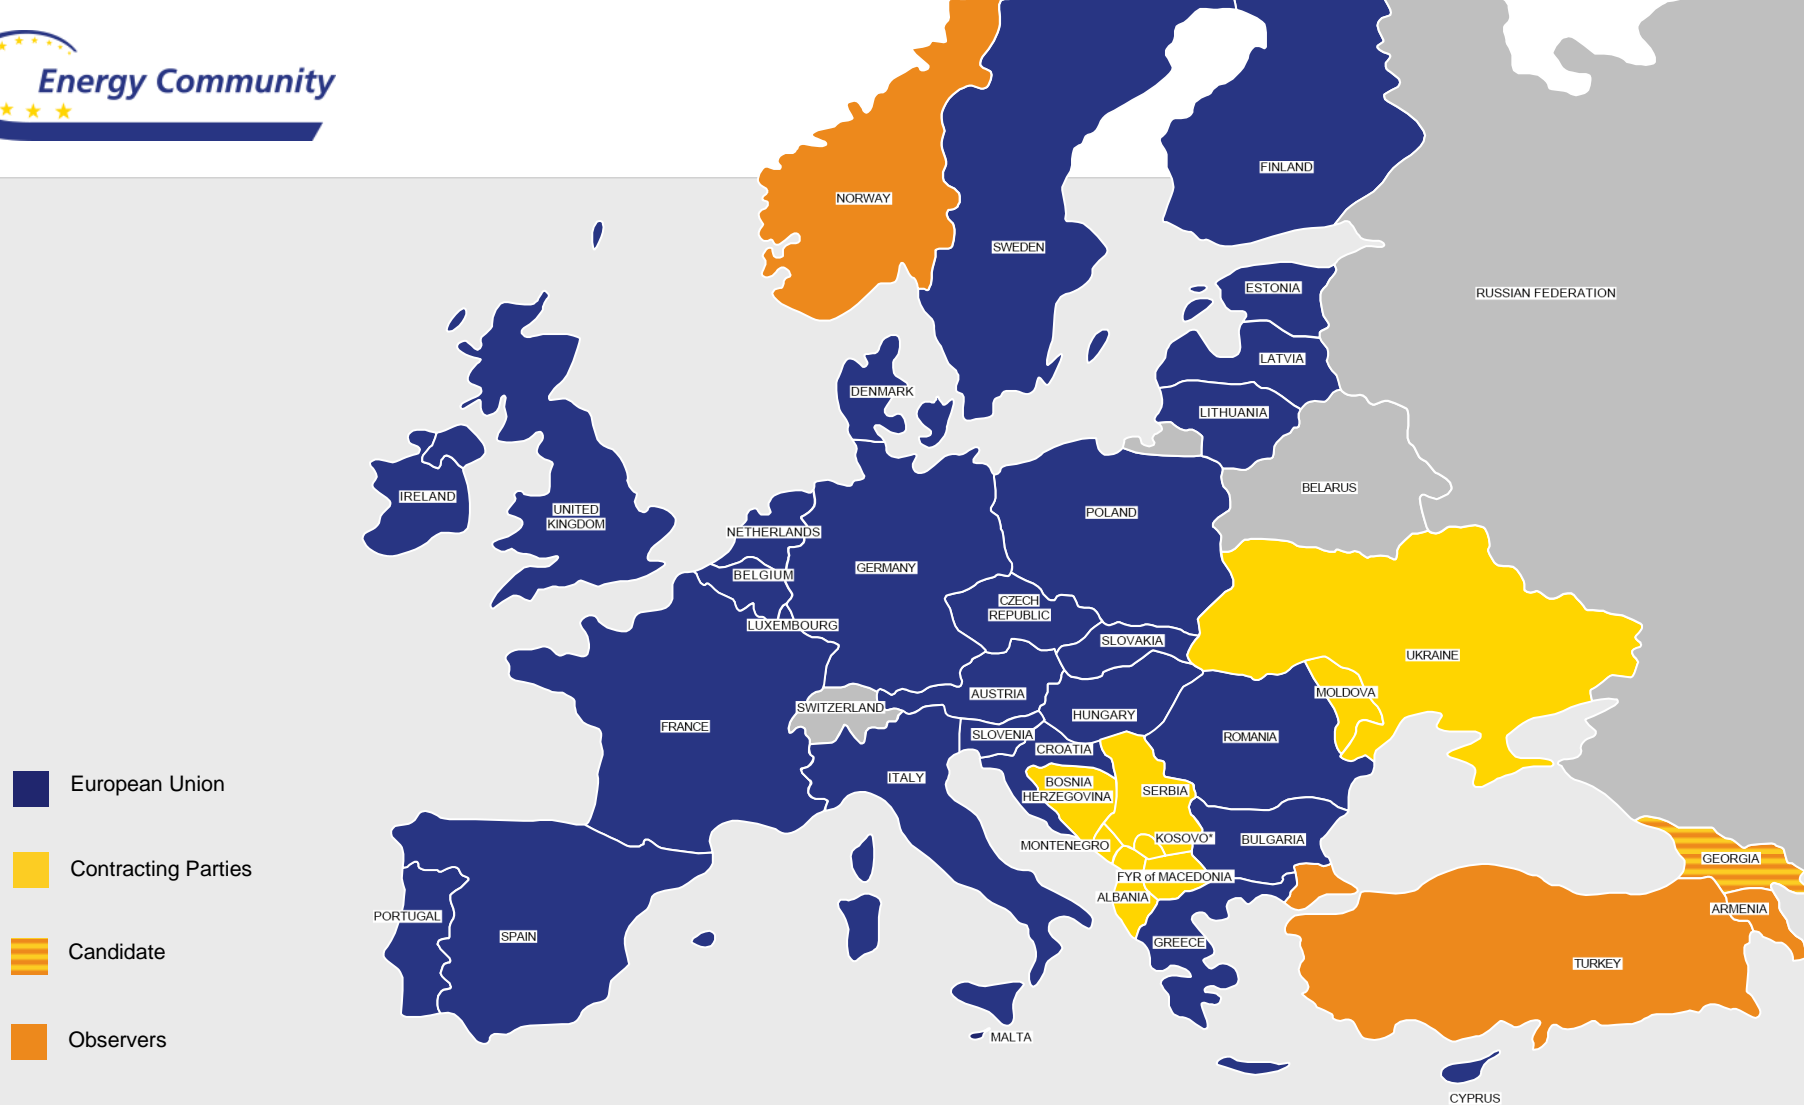 Energy Community
FINLAND
NORWAY
SWEDEN
ESTONIA
RUSSIAN FEDERATION
LATVIA
DENMARK
LITHUANIA
BELARUS
IRELAND
UNITED
KINGDOM
POLAND
NETHERLANDS
GERMANY
BELGIUM
CZECH
REPUBLIC
LUXEMBOURG
SLOVAKIA
UKRAINE
AUSTRIA
MOLDOVA
SWITZERLAND
HUNGARY
FRANCE
SLOVENIA
ROMANIA
CROATIA
ITALY
BOSNIA
HERZEGOVINA
SERBIA
European Union
MONTENEGRO
KOSOVO*
BULGARIA
GEORGIA
Contracting Parties
FYR of MACEDONIA
ALBANIA
ARMENIA
PORTUGAL
SPAIN
GREECE
Candidate
TURKEY
MALTA
Observers
CYPRUS